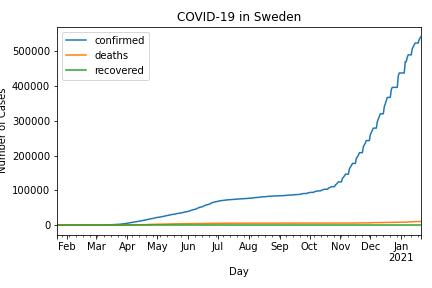 COVID-19 in Sweden
confirmed
deaths
recovered
Number of Cases
500000
400000
300000
200000
100000
0
Feb Mar Apr May Jun Jul Aug Sep Oct Nov Dec Jan
2021
Day